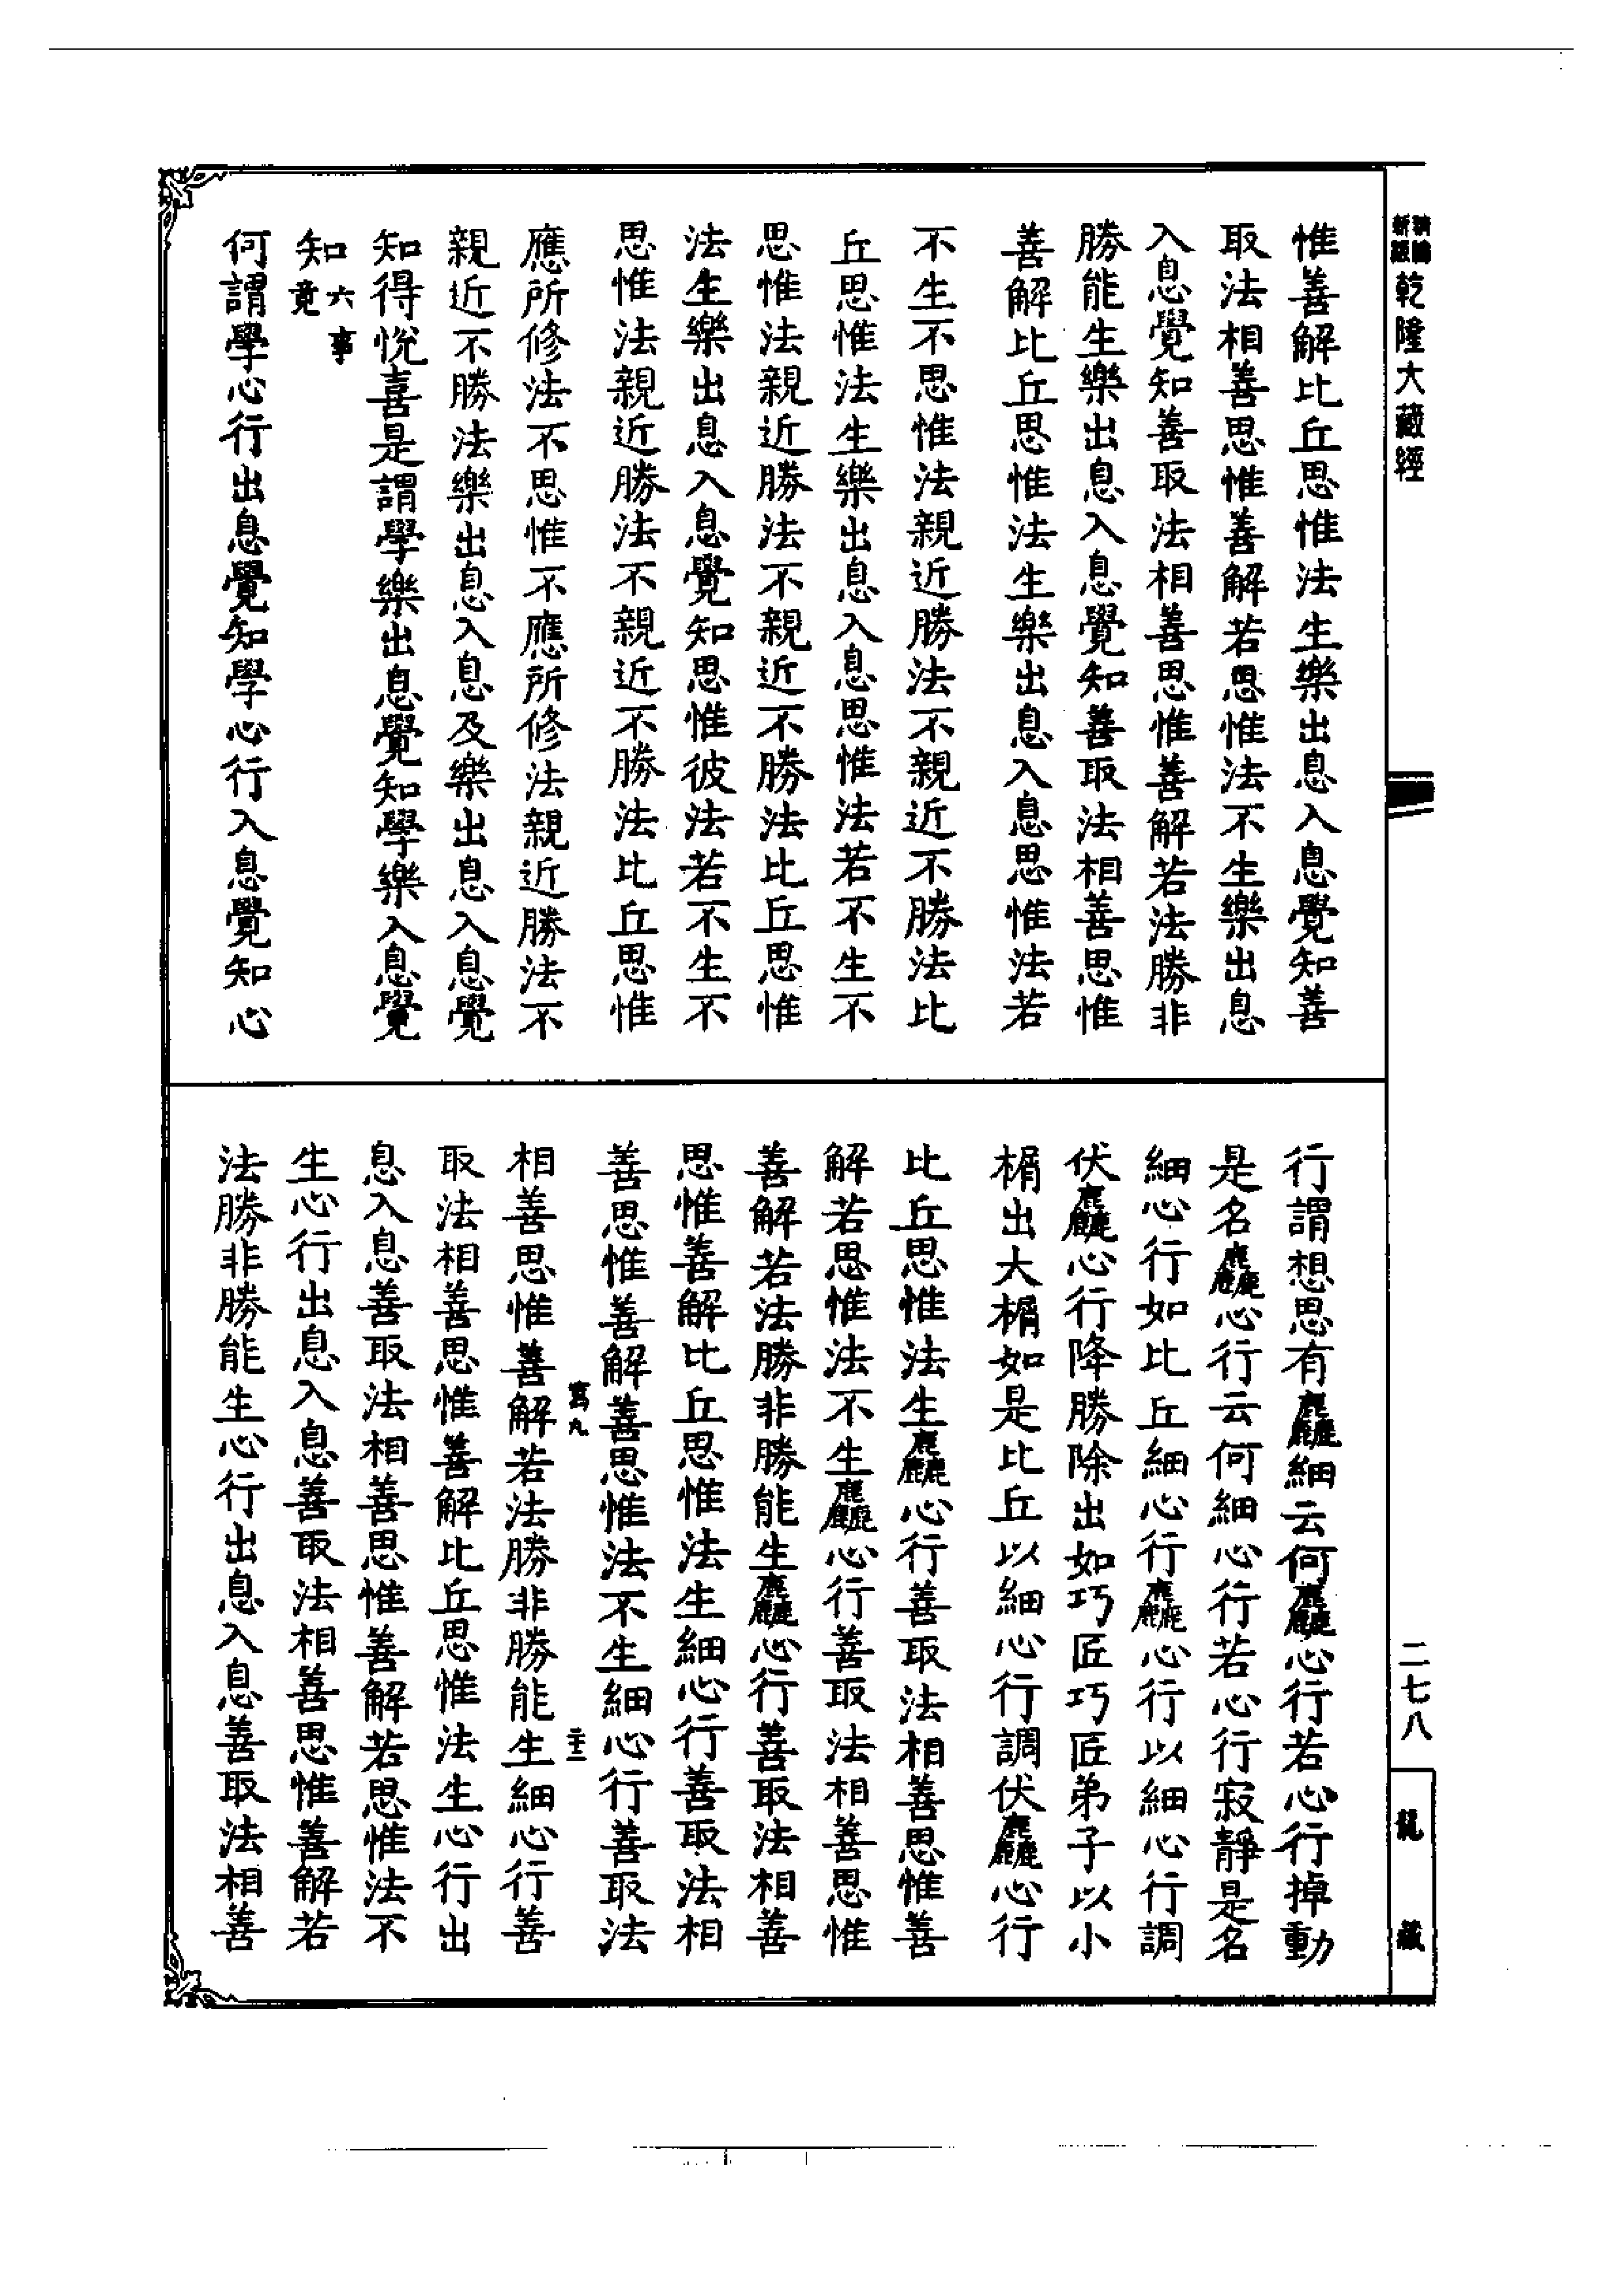 新編
新版
乾隆大藏經
惟善解比丘思惟法生樂出息入息覺知善
取法相善思惟善解若思惟法不生樂出息
入息覺知善取法相善思惟善解若法勝非
勝能生樂出息入息覺知善取法相善思惟
善解比丘思惟法生樂出息入息思惟法若
不生不思惟法親近勝法不親近不勝法比
丘思惟法生樂出息入息思惟法若不生不
思惟法親近勝法不親近不勝法比丘思惟
法生樂出息入息覺知思惟彼法若不生不
思惟法親近勝法不親近不勝法比丘思惟
應所修法不思惟不應所修法親近勝法不
親近不勝法樂出息入息及樂出息入息覺
知得悅喜是謂學樂出息覺知學樂入息覺
知六事竟
何謂學心行出息覺知學心行入息覺知心
行謂想思有麤細云何麤心行若心行掉動
是名麤心行云何細心行若心行寂靜是名
細心行如比丘細心行麤心行以細心行調
伏麤心行降勝除出如巧匠巧匠弟子以小
榍出大榍如是比丘以細心行調伏麤心行
比丘思惟法生麤心行善取法相善思惟善
解若思惟法不生麤心行善取法相善思惟
善解若法勝非勝能生麤心行善取法相善
思惟善解比丘思惟法生細心行善取法相
善思惟善解善思惟法不生細心行善取法
相善思惟善解若法勝非勝能生細心行善
取法相善思惟善解比丘思惟法生心行出
息入息善取法相善思惟善解若思惟法不
生心行出息入息善取法相善思惟善解若
法勝非勝能生心行出息入息善取法相善
二七八
龍藏